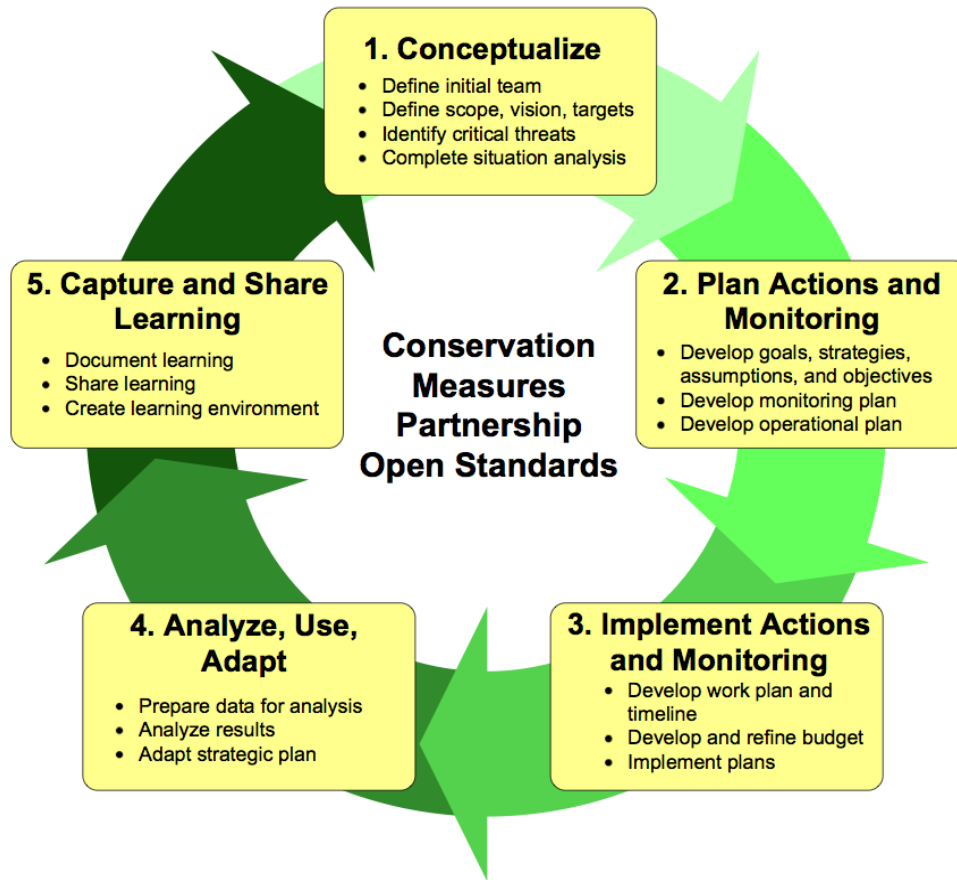 1. Conceptualize
• Define initial team
• Define scope, vision, targets
• Identify critical threats
• Complete situation analysis
2. Plan Actions and
Monitoring
• Develop goals, strategies,
assumptions, and objectives
• Develop monitoring plan
• Develop operational plan
3. Implement Actions
and Monitoring
• Develop work plan and
timeline
• Develop and refine budget
• Implement plans
4. Analyze, Use,
Adapt
• Prepare data for analysis
• Analyze results
• Adapt strategic plan
5. Capture and Share
Learning
• Document learning
• Share learning
• Create learning environment
Conservation
Measures
Partnership
Open Standards